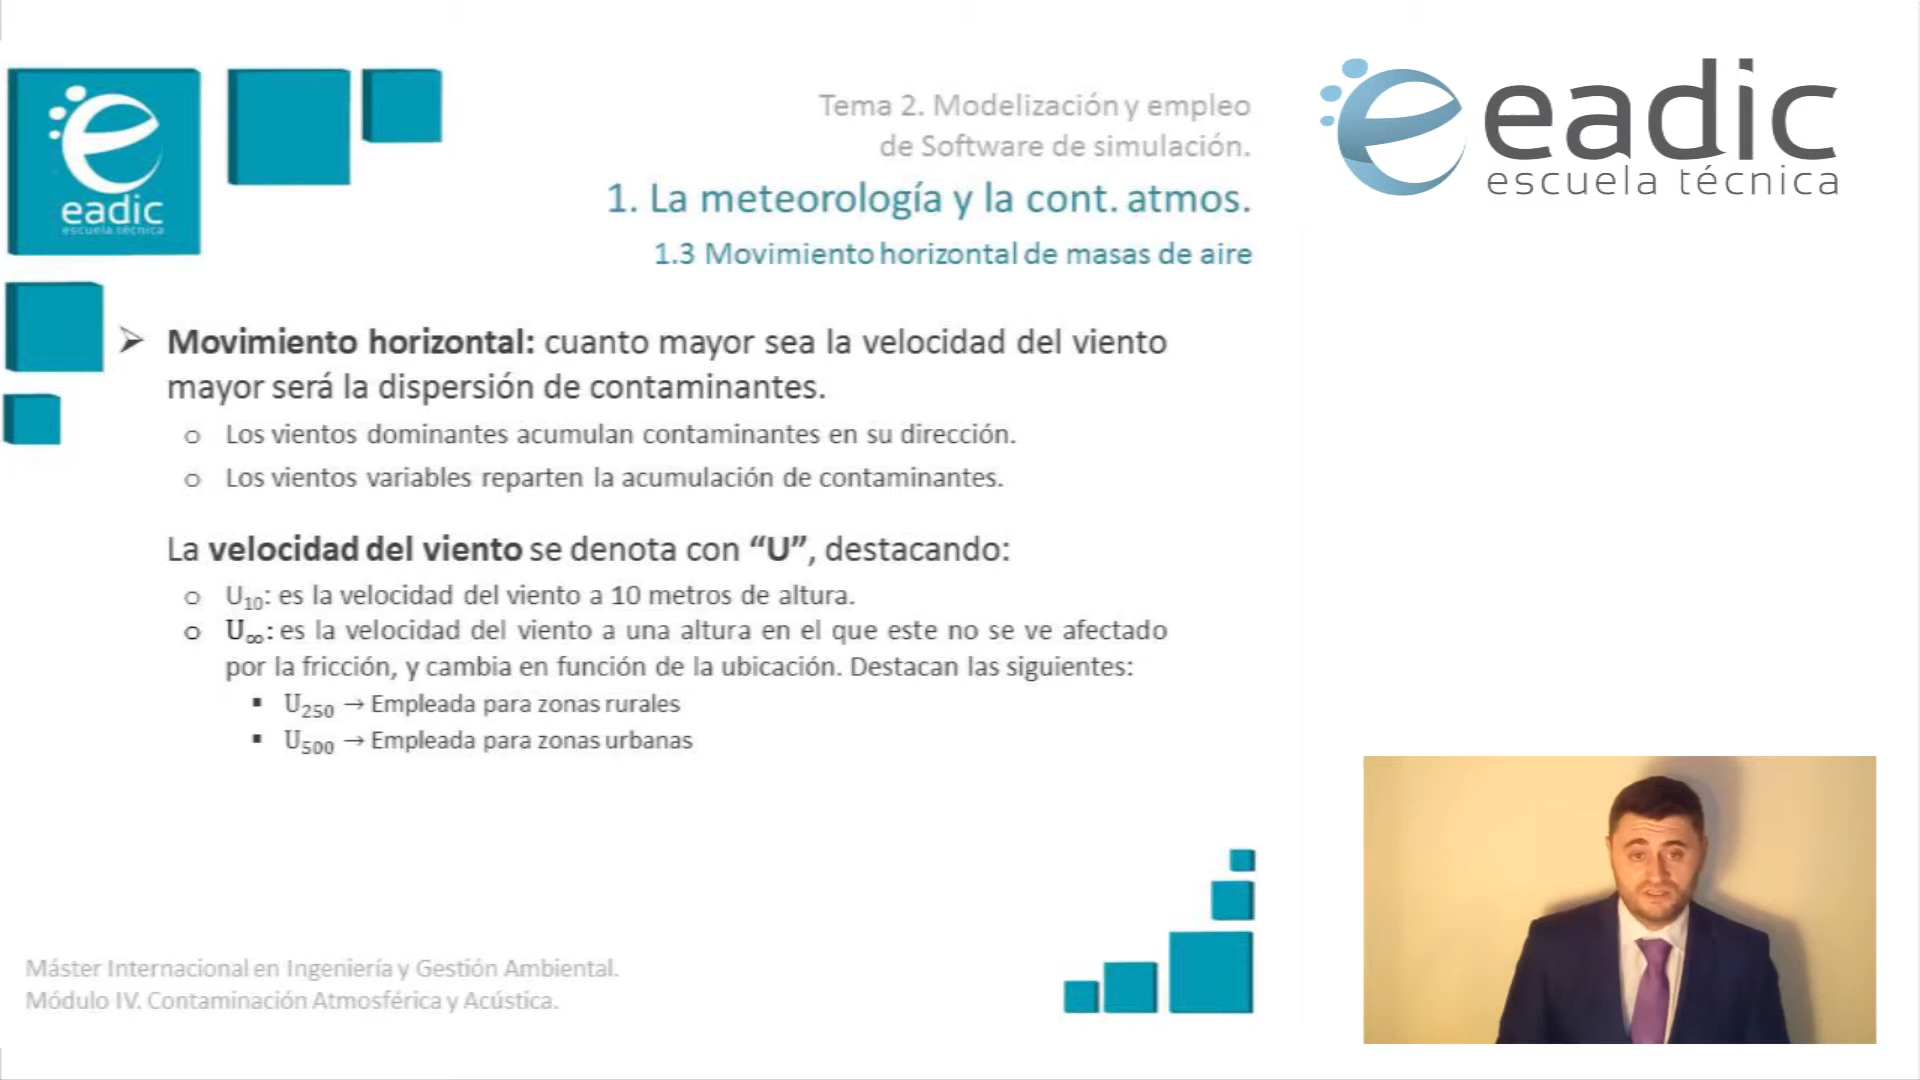 eadic
escuela técnica
Tema 2. Modelización y empleo
de Software de simulación.
1. La meteorología y la cont. atmos.
1.3 Movimiento horizontal de masas de aire
eadic
escuela técnica
➢ Movimiento horizontal: cuanto mayor sea la velocidad del viento
mayor será la dispersión de contaminantes.
o Los vientos dominantes acumulan contaminantes en su dirección.
o Los vientos variables reparten la acumulación de contaminantes.
La velocidad del viento se denota con “U”, destacando:
o U₁₀: es la velocidad del viento a 10 metros de altura.
o U∞: es la velocidad del viento a una altura en el que este no se ve afectado
por la fricción, y cambia en función de la ubicación. Destacan las siguientes:
▪ U₂₅₀ → Empleada para zonas rurales
▪ U₅₀₀ → Empleada para zonas urbanas
Máster Internacional en Ingeniería y Gestión Ambiental.
Módulo IV. Contaminación Atmosférica y Acústica.